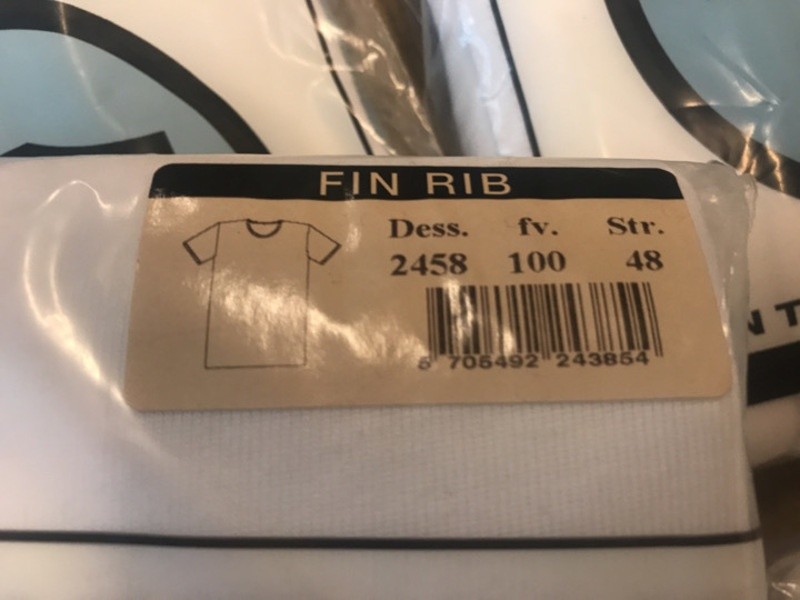 FIN RIB
Dess. fv. Str.
2458 100 48
5 705492 243854
N T